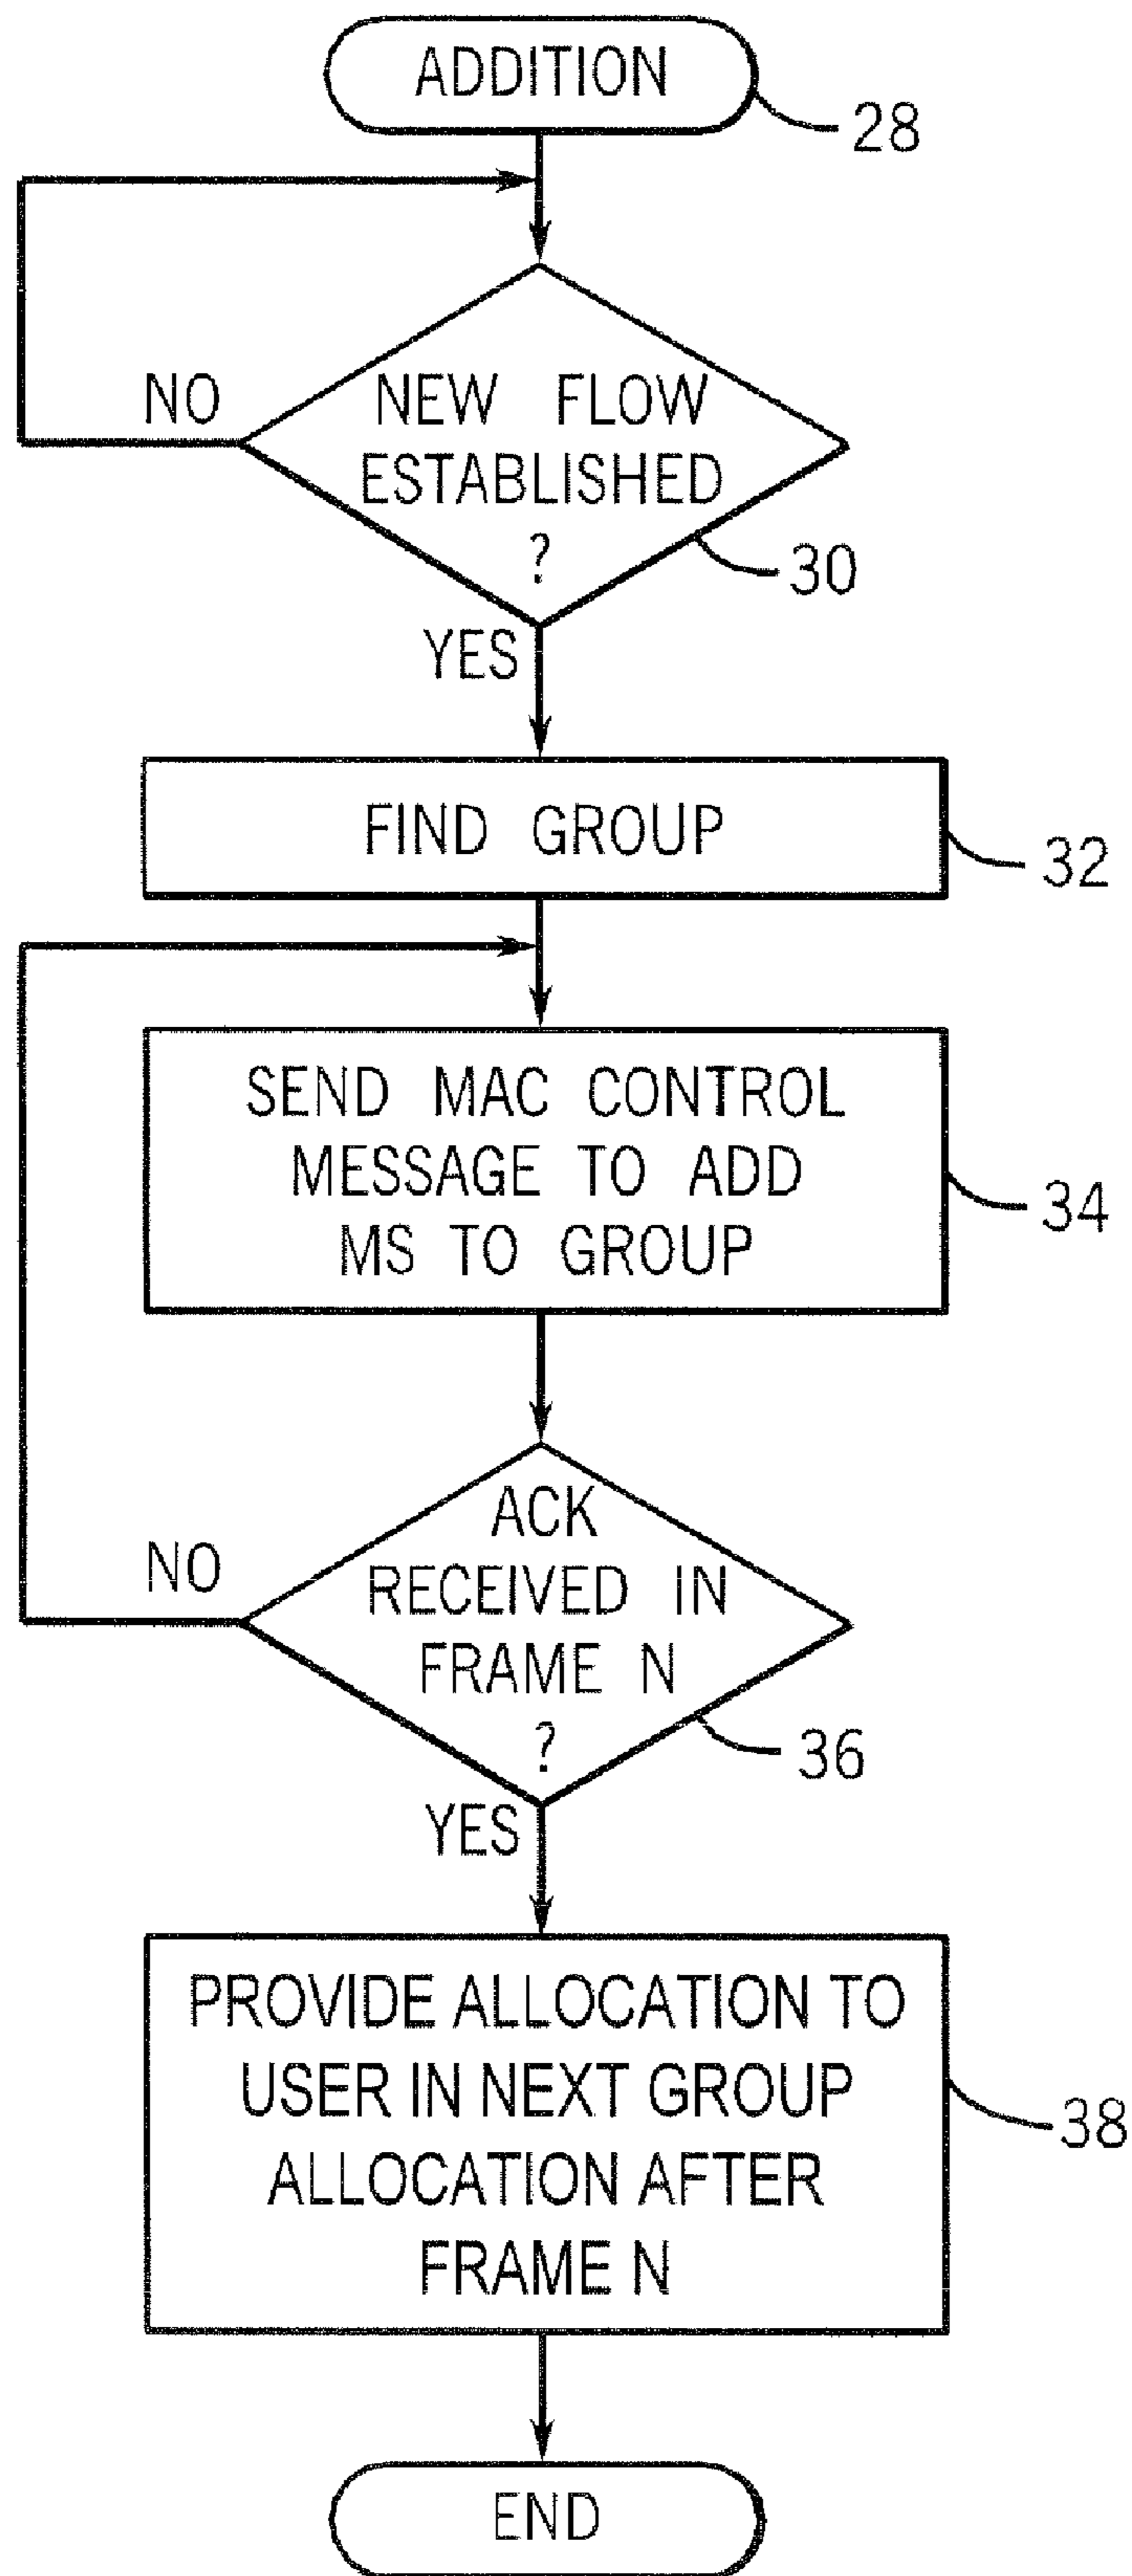 ADDITION
28
NO
NEW FLOW
ESTABLISHED
?
30
YES
FIND GROUP
32
SEND MAC CONTROL
MESSAGE TO ADD
MS TO GROUP
34
NO
ACK
RECEIVED IN
FRAME N
?
36
YES
PROVIDE ALLOCATION TO
USER IN NEXT GROUP
ALLOCATION AFTER
FRAME N
38
END